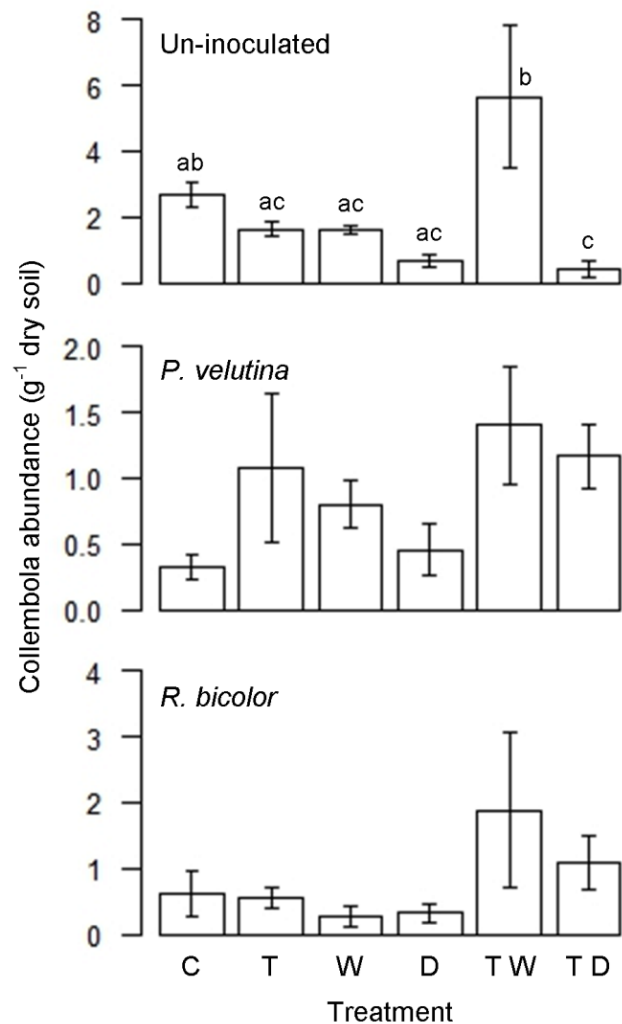 Collembola abundance (g-1 dry soil)
8
6
4
2
0
Un-inoculated
ab
ac
ac
ac
b
c
2.0
1.5
1.0
0.5
0.0
P. velutina
4
3
2
1
0
R. bicolor
C T W D T W T D
Treatment